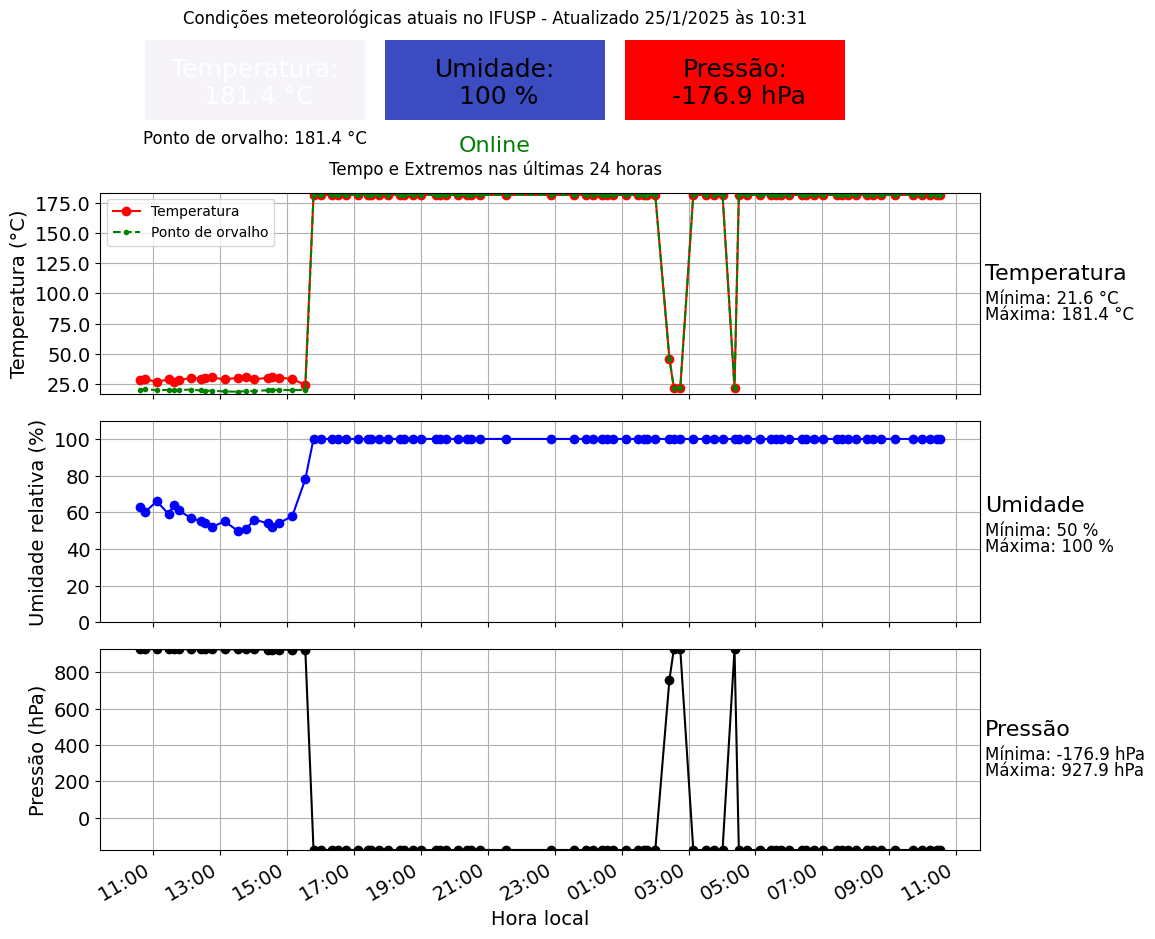 Condições meteorológicas atuais no IFUSP - Atualizado 25/1/2025 às 10:31
Temperatura:
181.4 °C
Umidade:
100 %
Pressão:
-176.9 hPa
Ponto de orvalho: 181.4 °C
Online
Tempo e Extremos nas últimas 24 horas
Temperatura (°C)
175.0
150.0
125.0
100.0
75.0
50.0
25.0
Temperatura
Ponto de orvalho
Temperatura
Mínima: 21.6 °C
Máxima: 181.4 °C
Umidade relativa (%)
100
80
60
40
20
0
Umidade
Mínima: 50 %
Máxima: 100 %
Pressão (hPa)
800
600
400
200
0
Pressão
Mínima: -176.9 hPa
Máxima: 927.9 hPa
11:00 13:00 15:00 17:00 19:00 21:00 23:00 01:00 03:00 05:00 07:00 09:00 11:00
Hora local